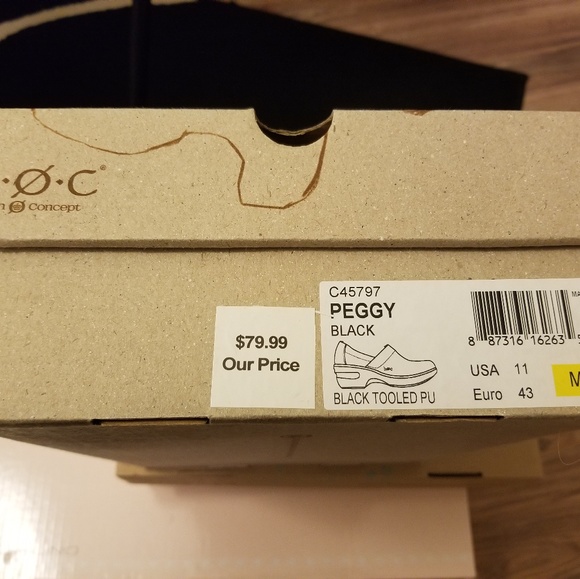 ·Ø·C®
Concept
$79.99
Our Price
C45797
PEGGY
BLACK
BLACK TOOLED PU
8 87316 16263
USA 11
Euro 43
M